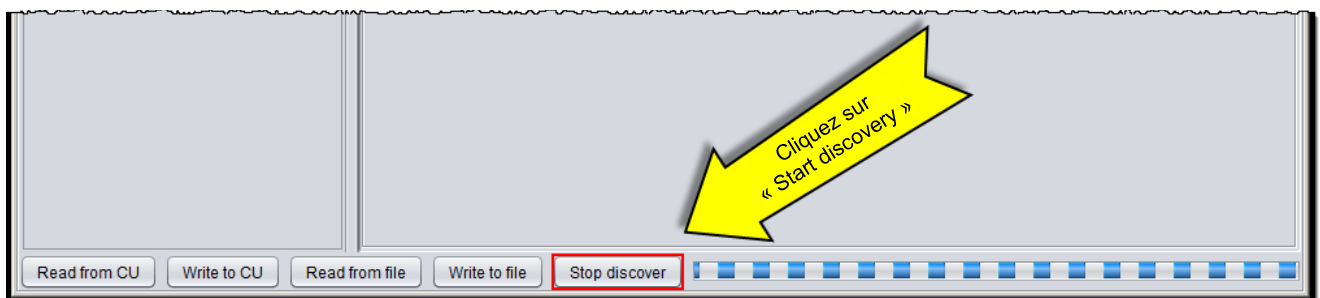 Cliquez sur
« Start discovery »
Read from CU Write to CU Read from file Write to file Stop discover